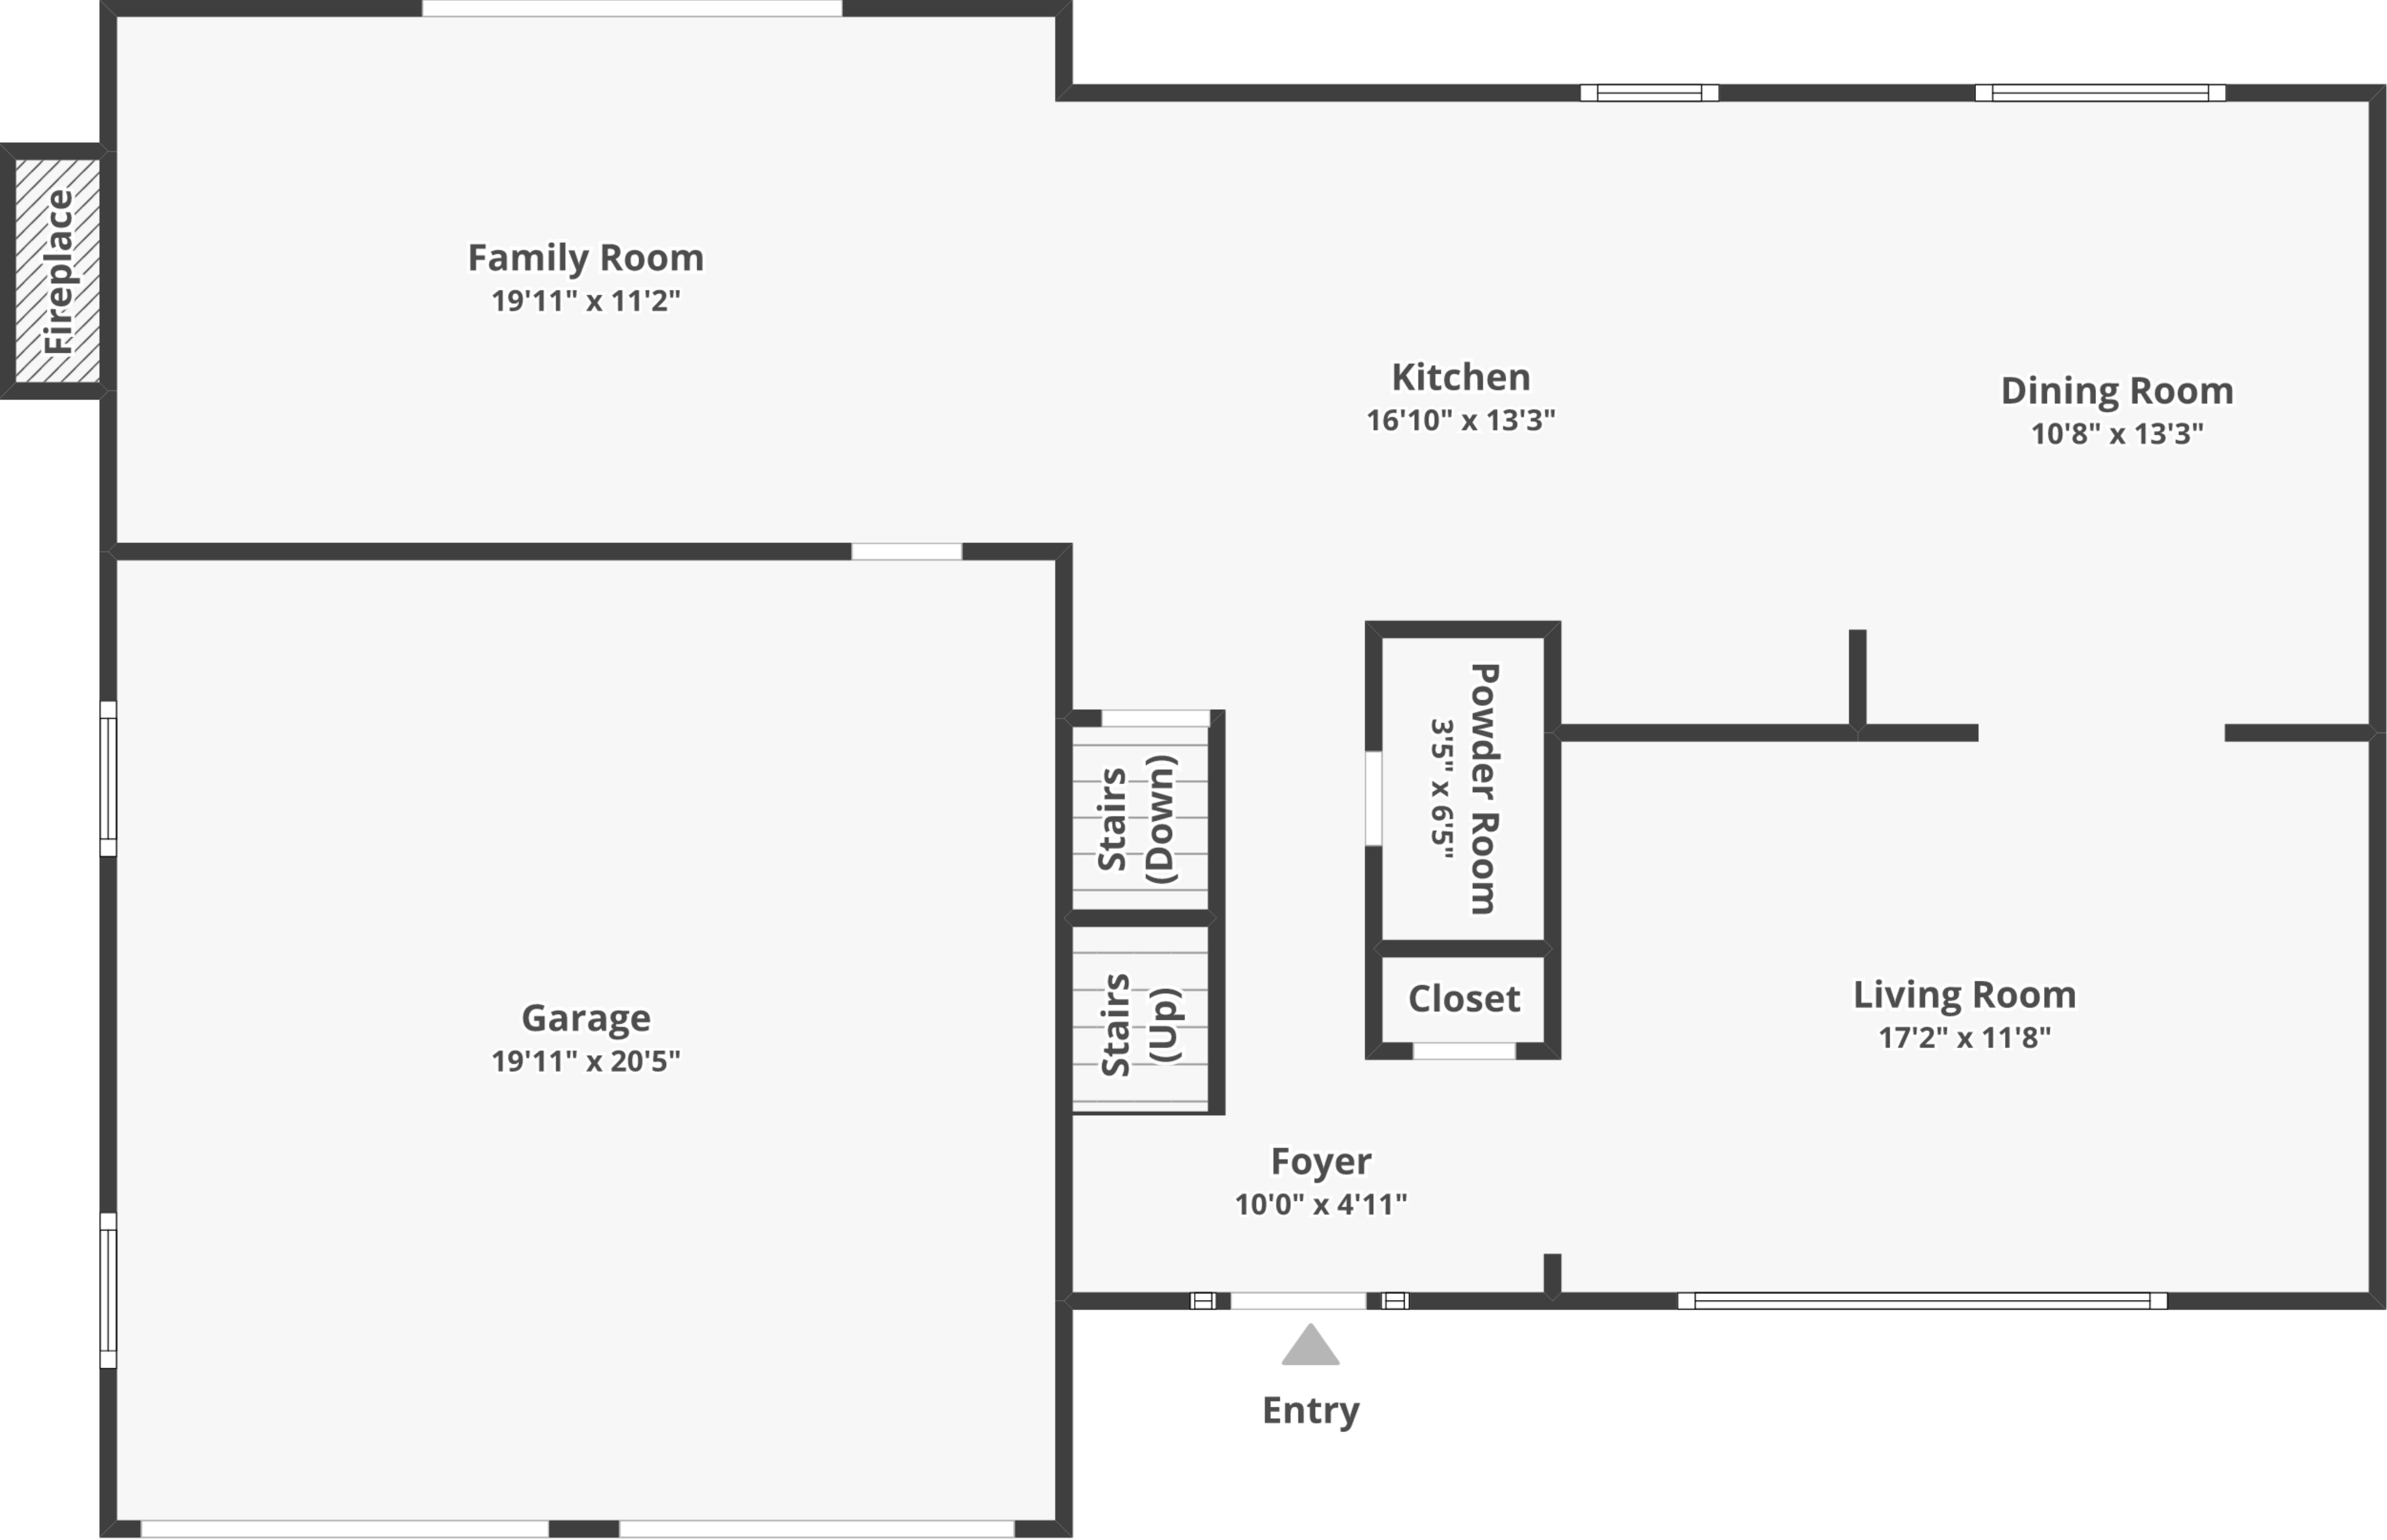 Fireplace
Family Room
19'11" x 11'2"
Kitchen
16'10" x 13'3"
Dining Room
10'8" x 13'3"
Stairs
(Down)
Powder Room
3'5" x 6'5"
Stairs
(Up)
Closet
Garage
19'11" x 20'5"
Living Room
17'2" x 11'8"
Foyer
10'0" x 4'11"
Entry